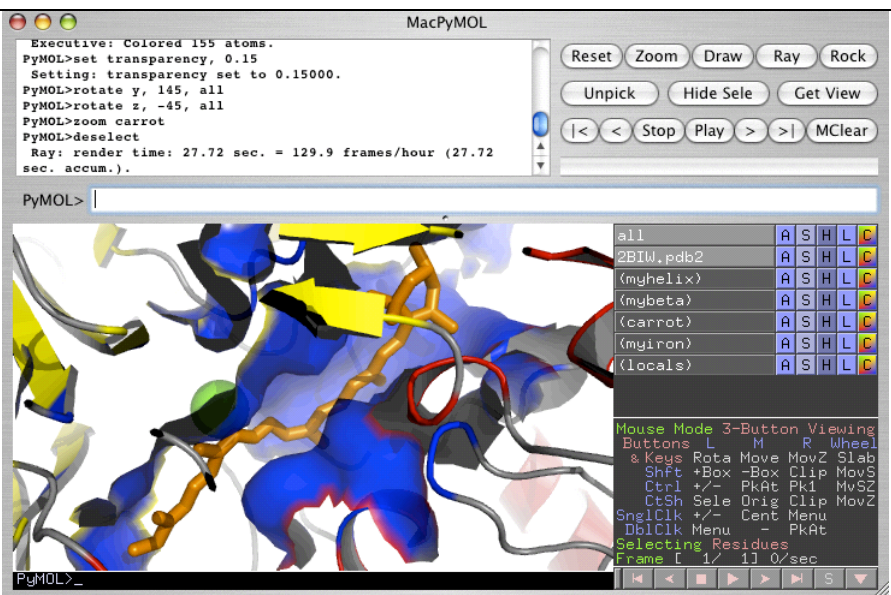 MacPyMOL
Executive: Colored 155 atoms.
PyMOL>set transparency, 0.15
Setting: transparency set to 0.15000.
PyMOL>rotate y, 145, all
PyMOL>rotate z, -45, all
PyMOL>zoom carrot
PyMOL>deselect
Ray: render time: 27.72 sec. = 129.9 frames/hour (27.72
sec. accum.).
Reset Zoom Draw Ray Rock
Unpick Hide Sele Get View
|< < Stop Play > >| MClear
PyMOL>
all A S H L C
2BIW.pdb2 A S H L C
(myhelix) A S H L C
(mybeta) A S H L C
(carrot) A S H L C
(myiron) A S H L C
(locals) A S H L C
Mouse Mode 3-Button Viewing
Buttons L M R Wheel
& Keys Rota Move MovZ Slab
Shft +Box -Box Clip MovS
Ctrl +/- PkAt Pk1 MvSZ
CtSh Sele Orig Clip MovZ
SnglClk +/- Cent Menu
DblClk Menu - PkAt
Selecting Residues
Frame [ 1/ 1] 0/sec
PyMOL>_
S